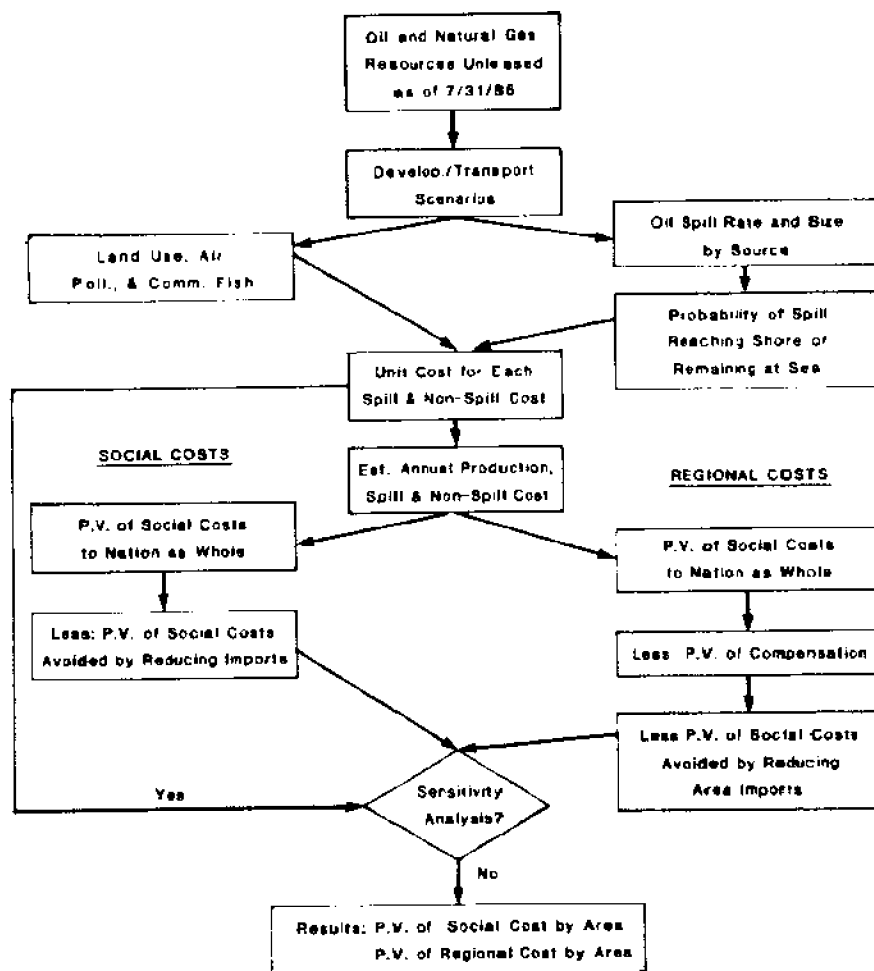 Oil and Natural Gas
Resources Unleased
as of 7/31/86
Develop./Transport
Scenarios
Oil Spill Rate and Size
by Source
Land Use, Air
Poll., & Comm. Fish
Probability of Spill
Reaching Shore or
Remaining at Sea
Unit Cost for Each
Spill & Non-Spill Cost
SOCIAL COSTS
Est. Annual Production,
Spill & Non-Spill Cost
REGIONAL COSTS
P.V. of Social Costs
to Nation as Whole
P.V. of Social Costs
to Nation as Whole
Less: P.V. of Social Costs
Avoided by Reducing Imports
Less P.V. of Compensation
Less P.V. of Social Costs
Avoided by Reducing
Area Imports
Yes
Sensitivity
Analysis?
No
Results: P.V. of Social Cost by Area
P.V. of Regional Cost by Area